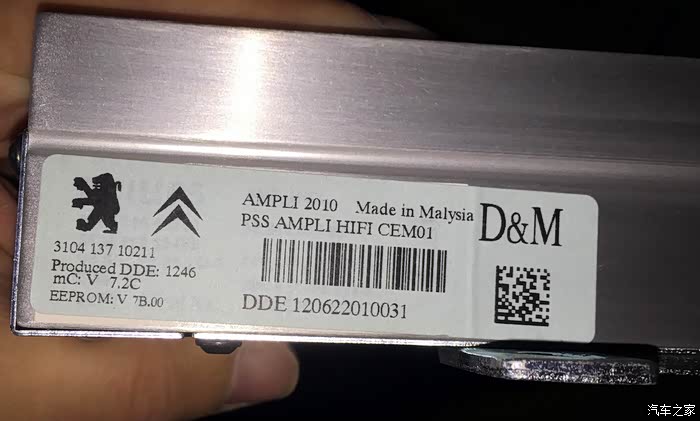 AMPLI 2010 Made in Malysia
PSS AMPLI HIFI CEM01
D&M
3104 137 10211
Produced DDE: 1246
mC: V 7.2C
EEPROM: V 7B.00
DDE 120622010031
汽车之家